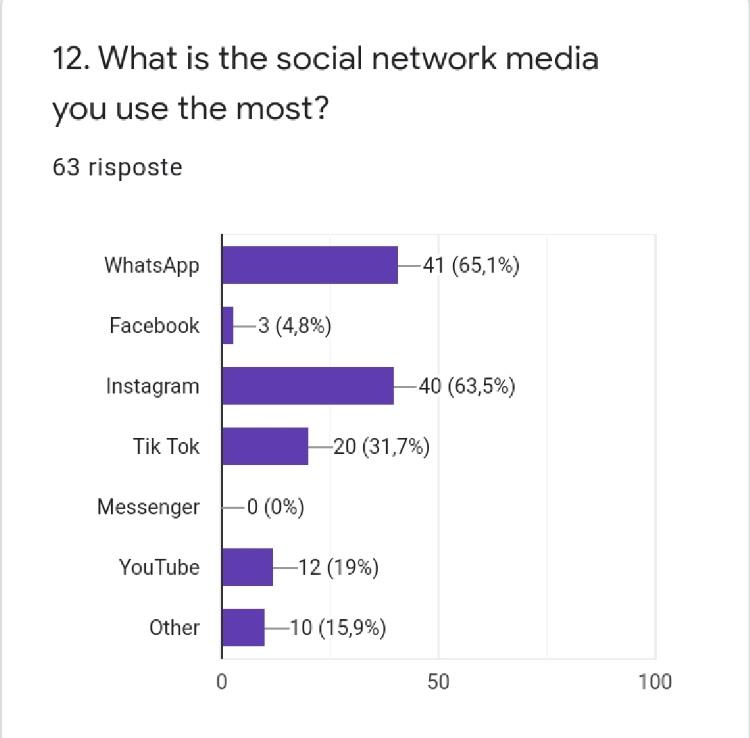 12. What is the social network media
you use the most?
63 risposte
WhatsApp 41 (65,1%)
Facebook 3 (4,8%)
Instagram 40 (63,5%)
Tik Tok 20 (31,7%)
Messenger 0 (0%)
YouTube 12 (19%)
Other 10 (15,9%)
0 50 100